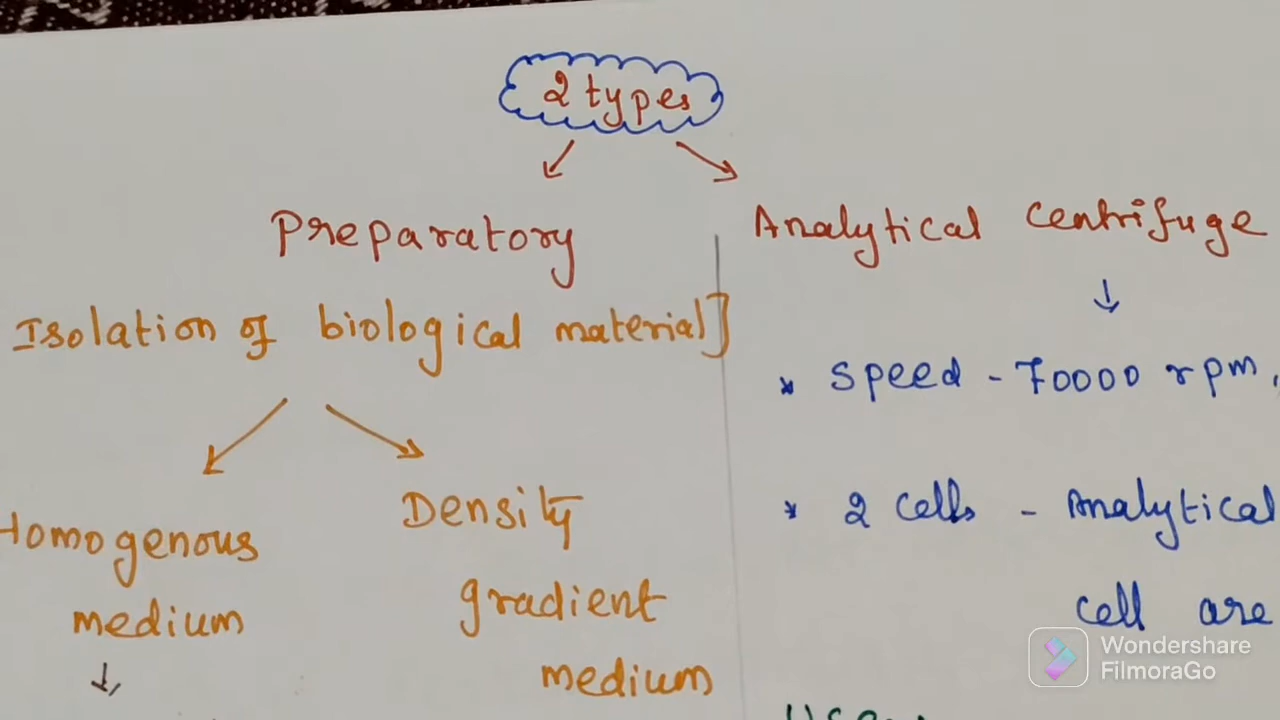 2 types
Preparatory
Analytical Centrifuge
Isolation of biological material]
* speed - 70000 rpm,
Homogenous
medium
Density
gradient
medium
* 2 cells - Analytical
cell are
Wondershare
FilmoraGo